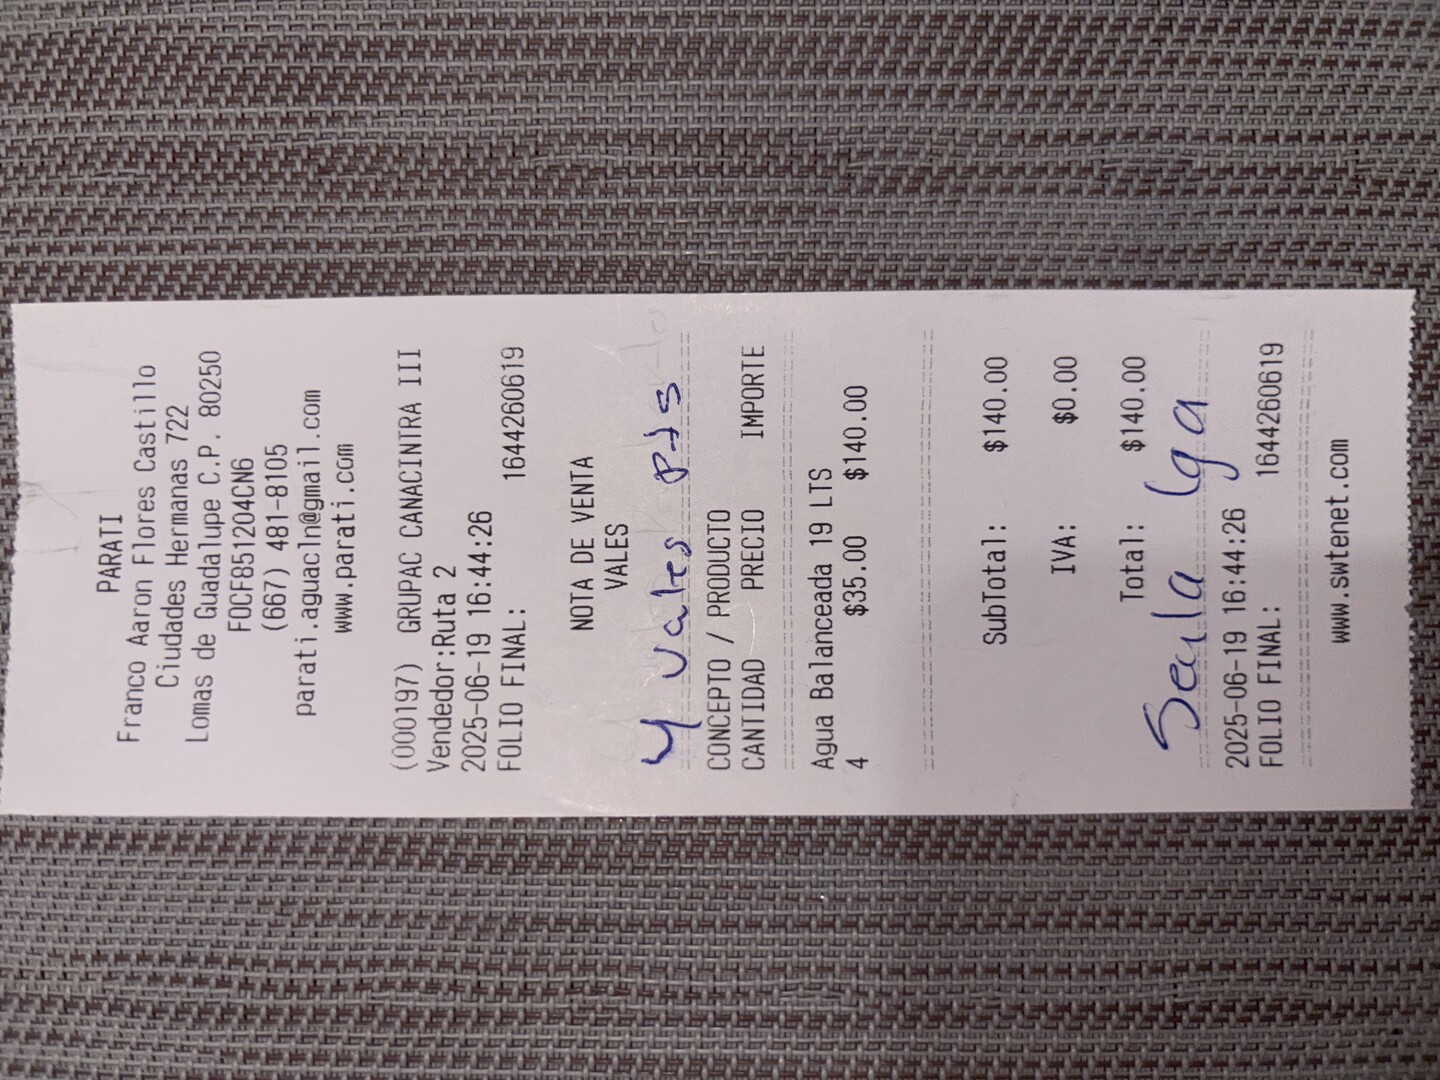 PARATI
Franco Aaron Flores Castillo
Ciudades Hermanas 722
Lomas de Guadalupe C.P. 80250
FOCF851204CN6
(667) 481-8105
parati.aguacln@gmail.com
www.parati.com
(000197) GRUPAC CANACINTRA III
Vendedor:Ruta 2
2025-06-19 16:44:26
FOLIO FINAL: 1644260619
NOTA DE VENTA
VALES
4 vales
CONCEPTO / PRODUCTO
CANTIDAD PRECIO IMPORTE
Agua Balanceada 19 LTS
4 $35.00 $140.00
SubTotal: $140.00
IVA: $0.00
Total: $140.00
2025-06-19 16:44:26
FOLIO FINAL: 1644260619
www.swtenet.com